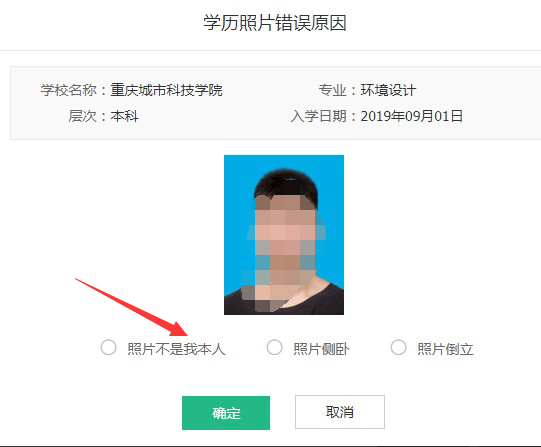 学历照片错误原因
学校名称：重庆城市科技学院 专业：环境设计
层次：本科 入学日期：2019年09月01日
照片不是我本人 照片侧卧 照片倒立
确定 取消